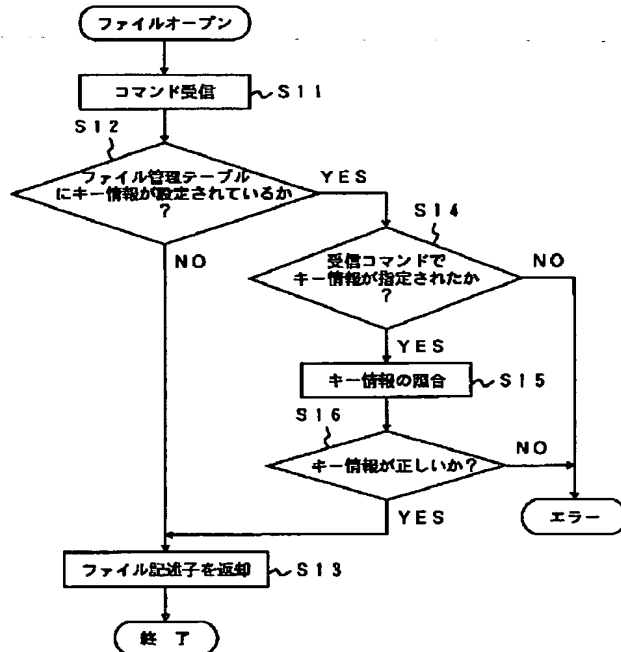 ファイルオープン
コマンド受信
S11
S12
ファイル管理テーブル
にキー情報が設定されているか
?
YES
NO
S14
受信コマンドで
キー情報が指定されたか
?
NO
YES
キー情報の照合
S15
S16
キー情報が正しいか?
NO
YES
エラー
ファイル記述子を返却
S13
終 了